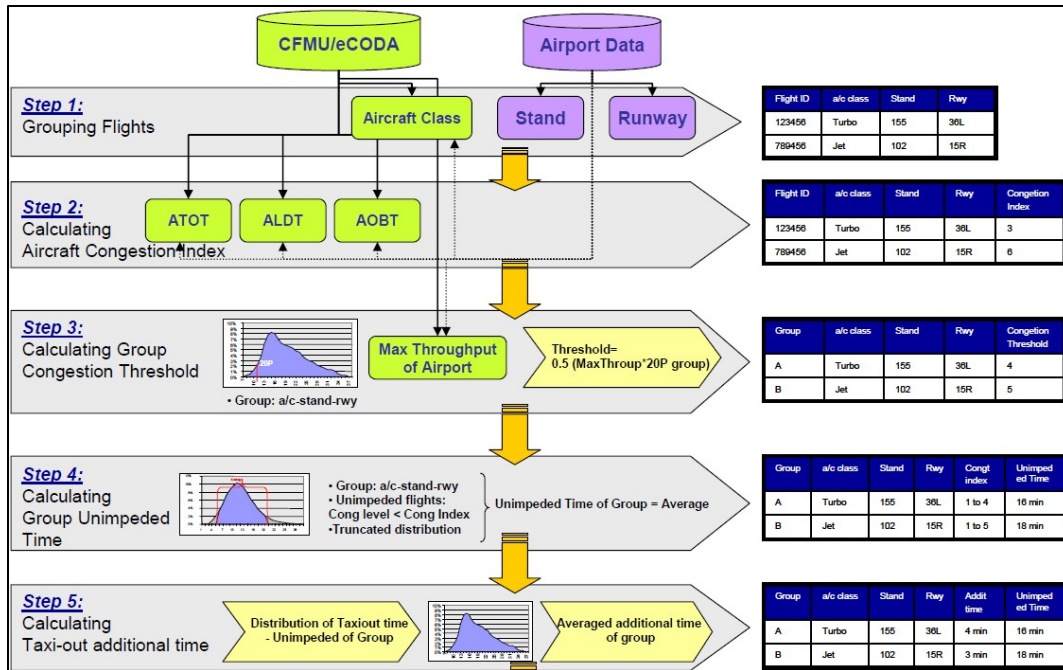 CFMU/eCODA
Airport Data
Step 1:
Grouping Flights
Aircraft Class
Stand
Runway
Flight ID a/c class Stand Rwy
123456 Turbo 155 36L
789456 Jet 102 15R
Step 2:
Calculating
Aircraft Congestion Index
ATOT
ALDT
AOBT
Flight ID a/c class Stand Rwy Congetion
Index
123456 Turbo 155 36L 3
789456 Jet 102 15R 6
Step 3:
Calculating Group
Congestion Threshold
20P
• Group: a/c-stand-rwy
Max Throughput
of Airport
Threshold=
0.5 (MaxThroup*20P group)
Group a/c class Stand Rwy Congetion
Threshold
A Turbo 155 36L 4
B Jet 102 15R 5
Step 4:
Calculating
Group Unimpeded
Time
• Group: a/c-stand-rwy
• Unimpeded flights:
Cong level < Cong Index
•Truncated distribution
Unimpeded Time of Group = Average
Group a/c class Stand Rwy Congt
index Unimped
ed Time
A Turbo 155 36L 1 to 4 16 min
B Jet 102 15R 1 to 5 18 min
Step 5:
Calculating
Taxi-out additional time
Distribution of Taxiout time
- Unimpeded of Group
Averaged additional time
of group
Group a/c class Stand Rwy Addit
time Unimped
ed Time
A Turbo 155 36L 4 min 16 min
B Jet 102 15R 3 min 18 min